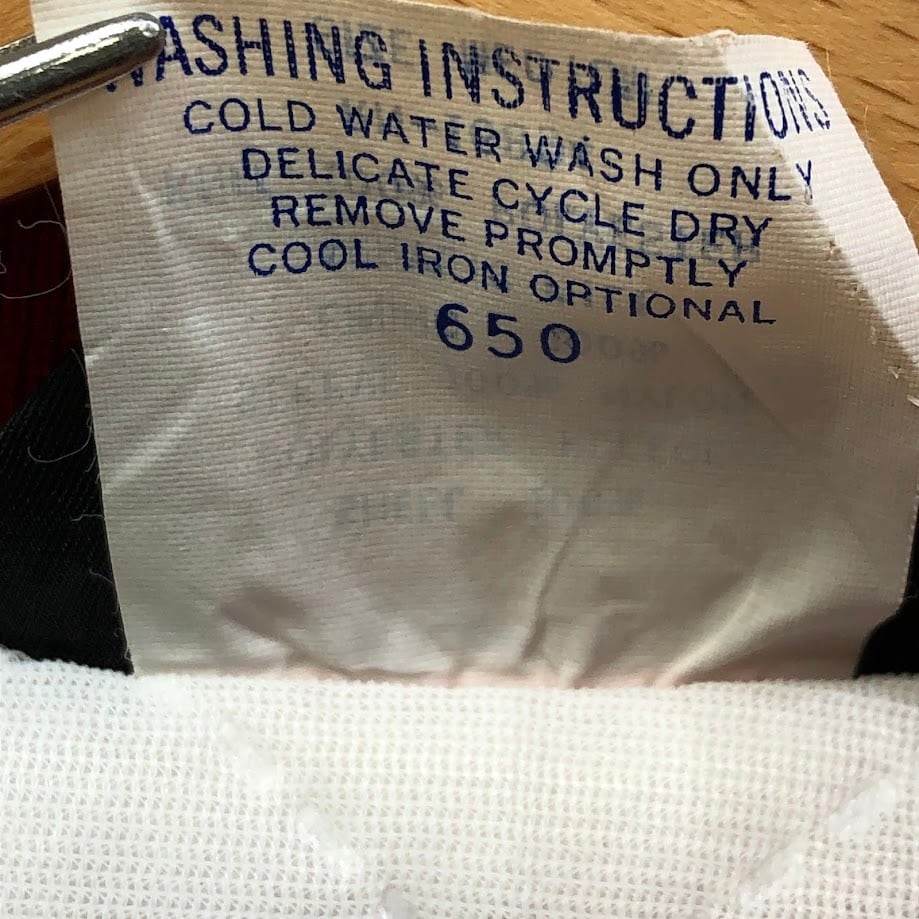 WASHING INSTRUCTIONS
COLD WATER WASH ONLY
DELICATE CYCLE DRY
REMOVE PROMPTLY
COOL IRON OPTIONAL
650